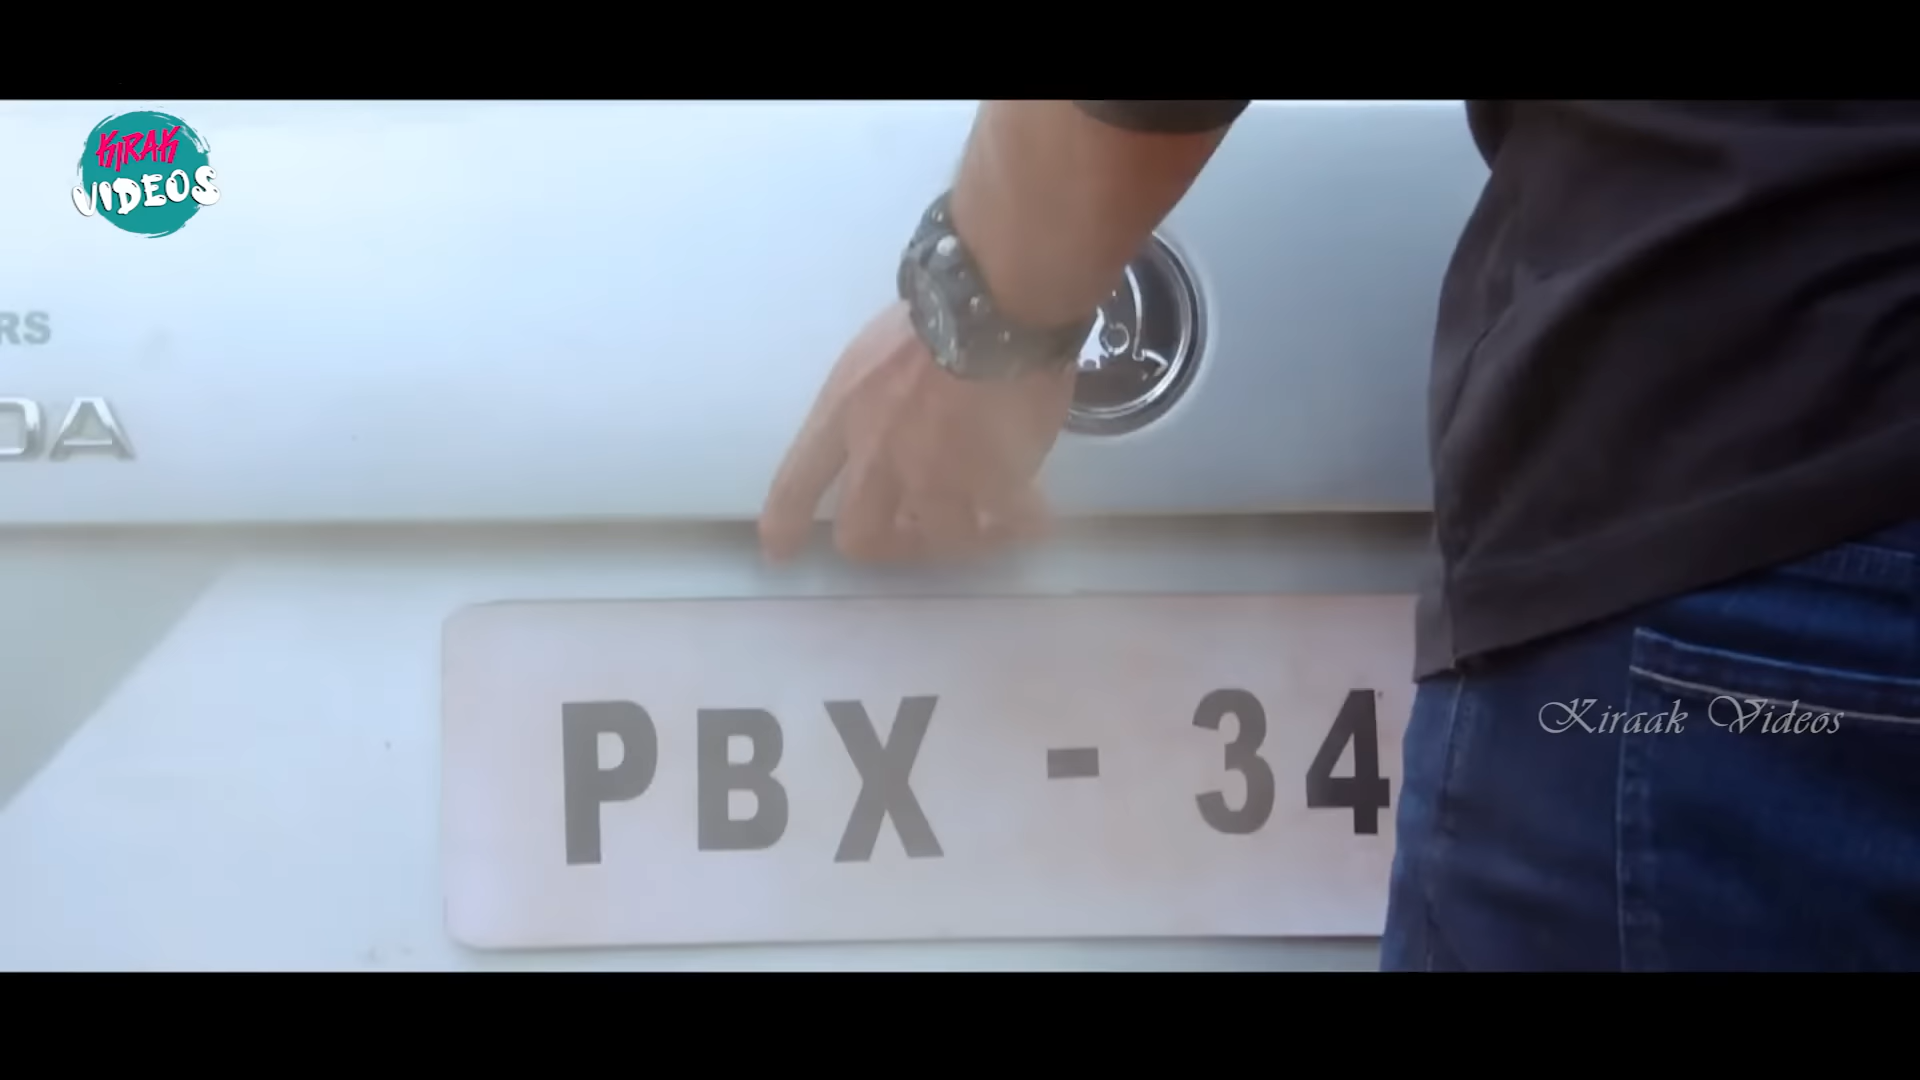 KIRAK
VIDEOS
RS
DA
PBX - 34
Kiraak Videos